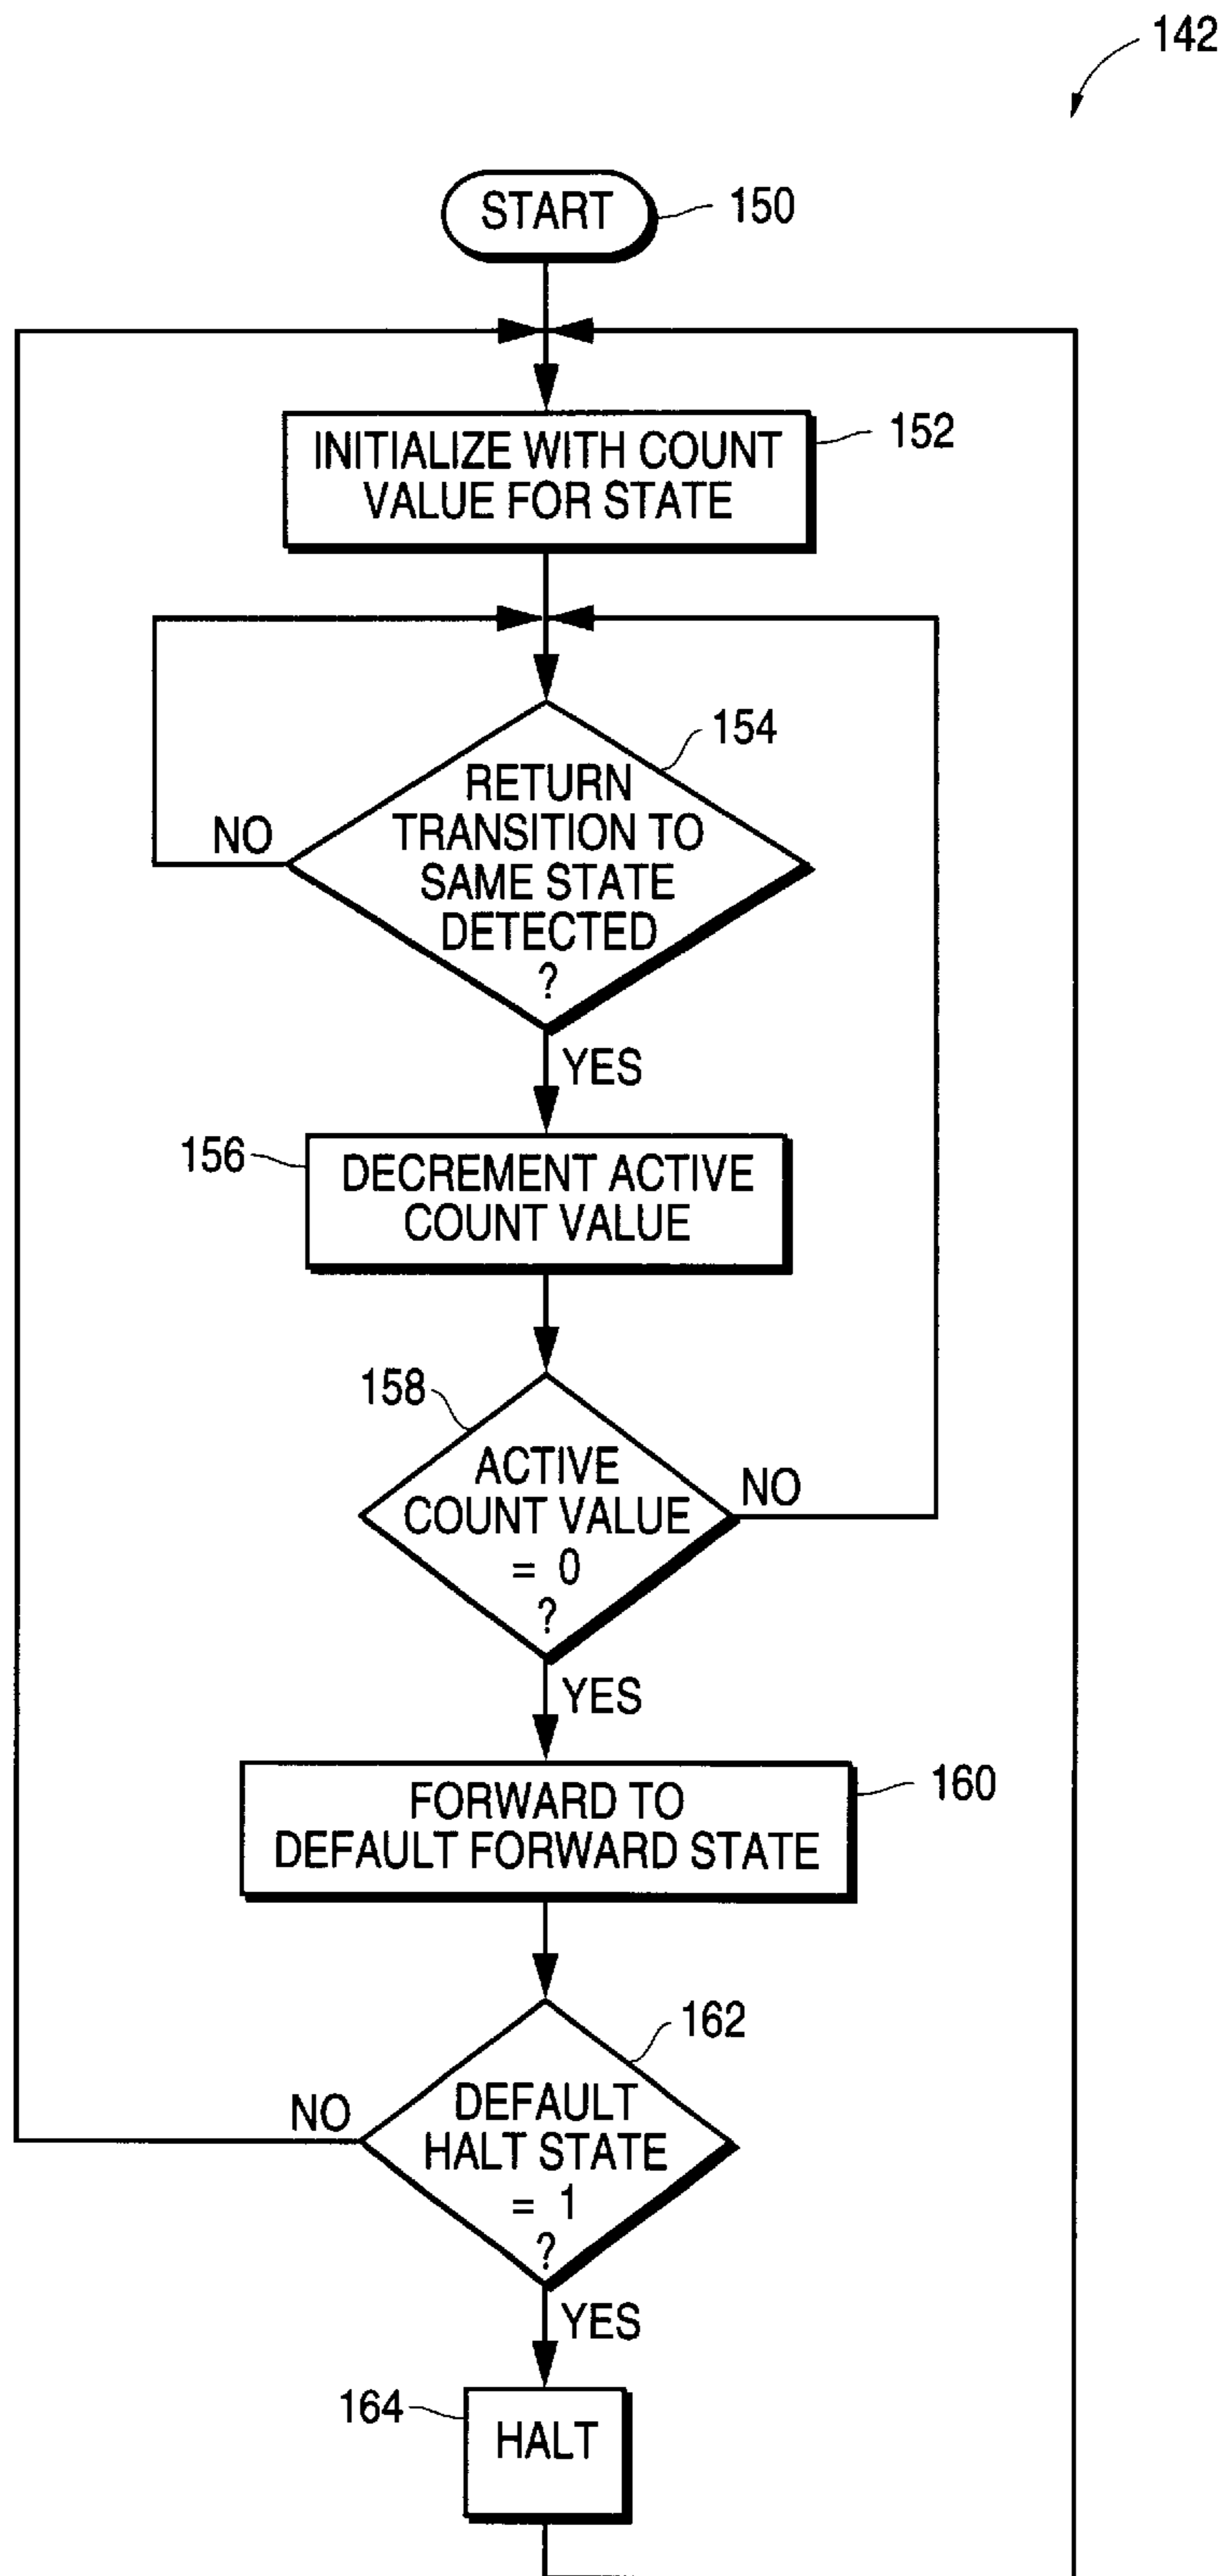 142
START
150
INITIALIZE WITH COUNT
VALUE FOR STATE
152
154
RETURN
TRANSITION TO
SAME STATE
DETECTED
?
NO
YES
156
DECREMENT ACTIVE
COUNT VALUE
158
ACTIVE
COUNT VALUE
= 0
?
NO
YES
FORWARD TO
DEFAULT FORWARD STATE
160
162
DEFAULT
HALT STATE
= 1
?
NO
YES
164
HALT